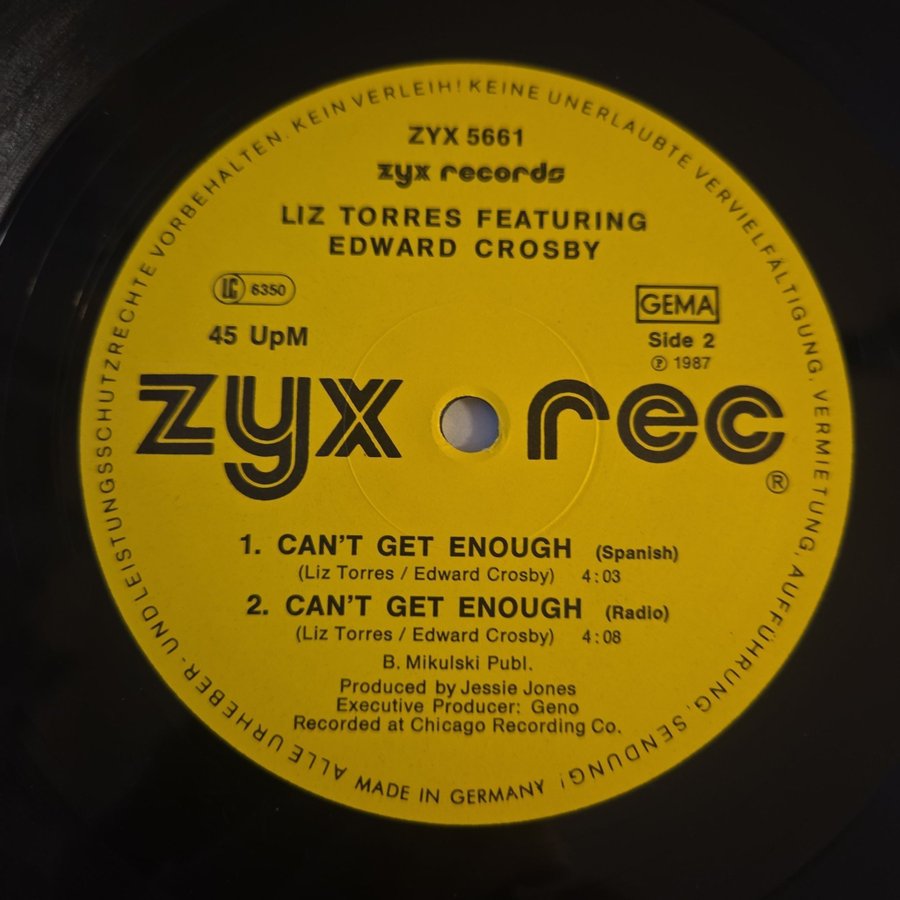 ALLE URHEBER- UND LEISTUNGSSCHUTZRECHTE VORBEHALTEN. KEIN VERLEIH! KEINE UNERLAUBTE VERVIELFÄLTIGUNG, VERMIETUNG, AUFFÜHRUNG, SENDUNG!
ZYX 5661
zyx records
LIZ TORRES FEATURING
EDWARD CROSBY
LC 6350
GEMA
45 UpM
Side 2
℗ 1987
zyx rec
®
1. CAN'T GET ENOUGH (Spanish)
(Liz Torres / Edward Crosby) 4:03
2. CAN'T GET ENOUGH (Radio)
(Liz Torres / Edward Crosby) 4:08
B. Mikulski Publ.
Produced by Jessie Jones
Executive Producer: Geno
Recorded at Chicago Recording Co.
MADE IN GERMANY